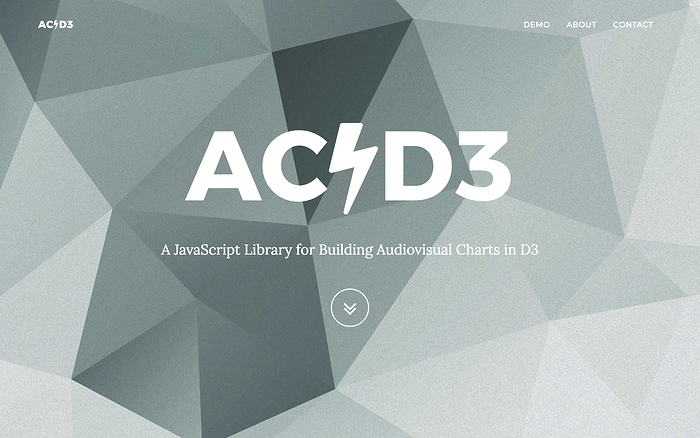 AC⚡D3
DEMO ABOUT CONTACT
AC⚡D3
A JavaScript Library for Building Audiovisual Charts in D3